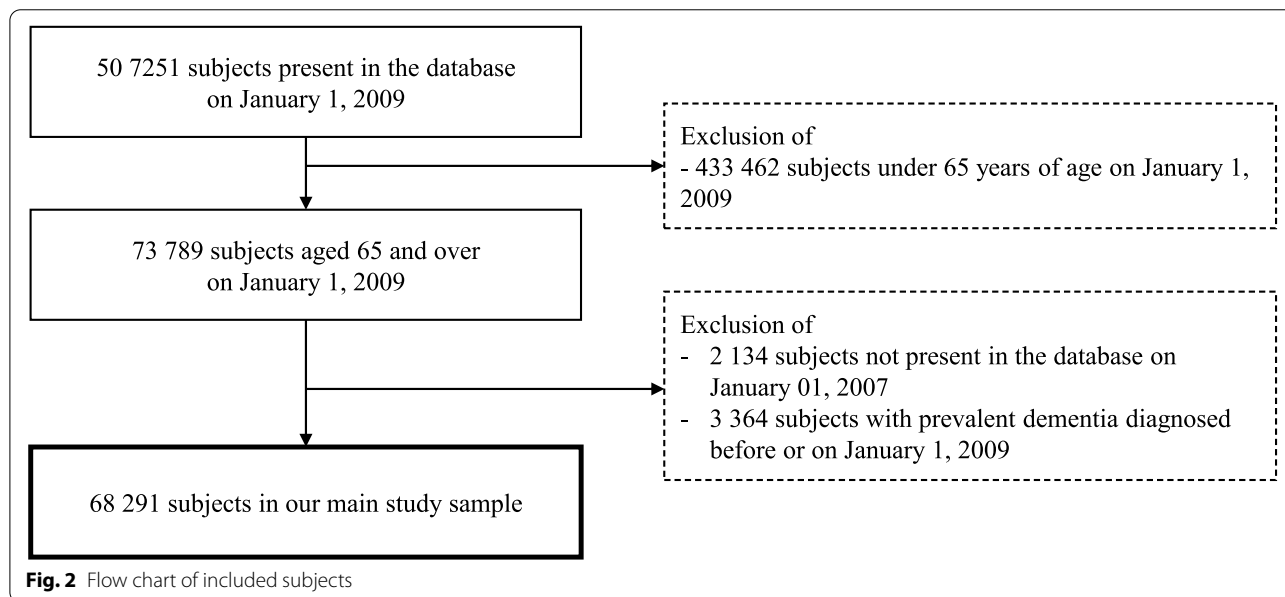 50 7251 subjects present in the database
on January 1, 2009
Exclusion of
- 433 462 subjects under 65 years of age on January 1,
2009
73 789 subjects aged 65 and over
on January 1, 2009
Exclusion of
- 2 134 subjects not present in the database on
January 01, 2007
- 3 364 subjects with prevalent dementia diagnosed
before or on January 1, 2009
68 291 subjects in our main study sample
Fig. 2 Flow chart of included subjects